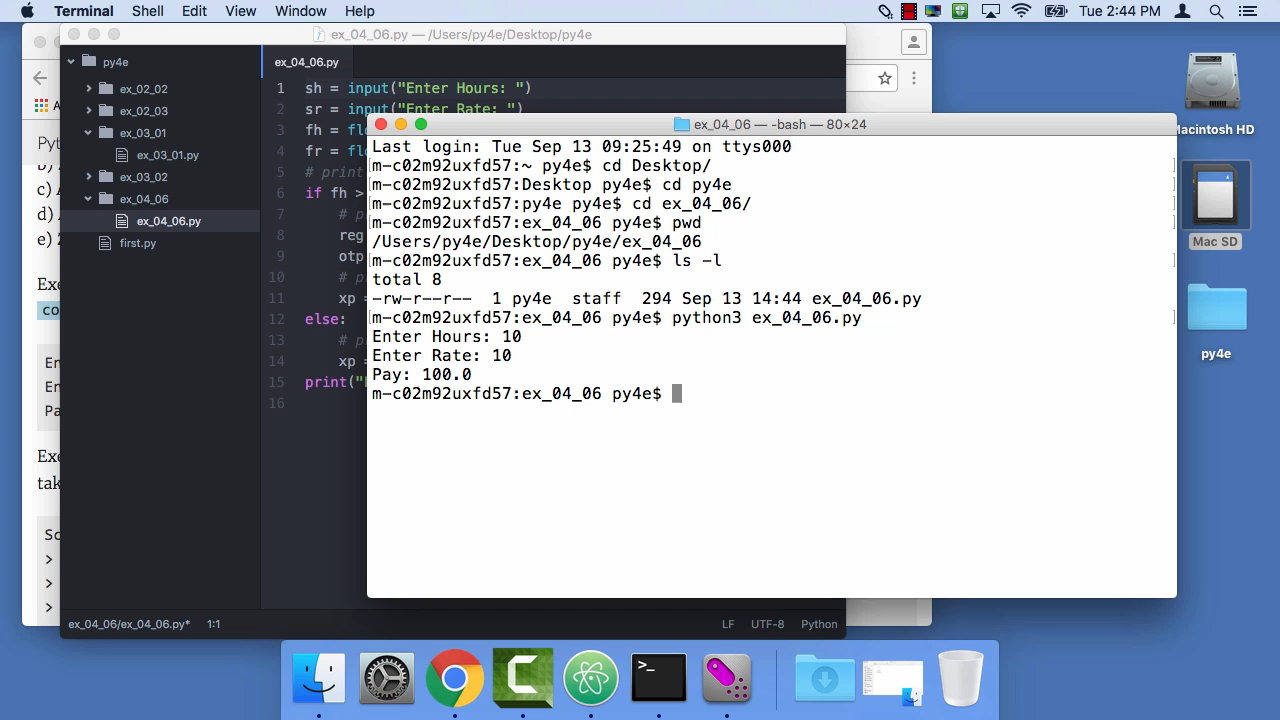 Terminal Shell Edit View Window Help Tue 2:44 PM
ex_04_06.py — /Users/py4e/Desktop/py4e
py4e
ex_02_02
ex_02_03
ex_03_01
ex_03_01.py
ex_03_02
ex_04_06
ex_04_06.py
first.py
ex_04_06.py
1 sh = input("Enter Hours: ")
2 sr = input("Enter Rate: ")
3 fh =
4 fr =
5 # print
6 if fh >
7 #
8 reg
9 otp
10 #
11 xp =
12 else:
13 #
14 xp =
15 print("
16
ex_04_06/ex_04_06.py* 1:1 LF UTF-8 Python
ex_04_06 — -bash — 80×24
Last login: Tue Sep 13 09:25:49 on ttys000
m-c02m92uxfd57:~ py4e$ cd Desktop/
m-c02m92uxfd57:Desktop py4e$ cd py4e
m-c02m92uxfd57:py4e py4e$ cd ex_04_06/
m-c02m92uxfd57:ex_04_06 py4e$ pwd
/Users/py4e/Desktop/py4e/ex_04_06
m-c02m92uxfd57:ex_04_06 py4e$ ls -l
total 8
-rw-r--r-- 1 py4e staff 294 Sep 13 14:44 ex_04_06.py
m-c02m92uxfd57:ex_04_06 py4e$ python3 ex_04_06.py
Enter Hours: 10
Enter Rate: 10
Pay: 100.0
m-c02m92uxfd57:ex_04_06 py4e$
Macintosh HD
Mac SD
py4e